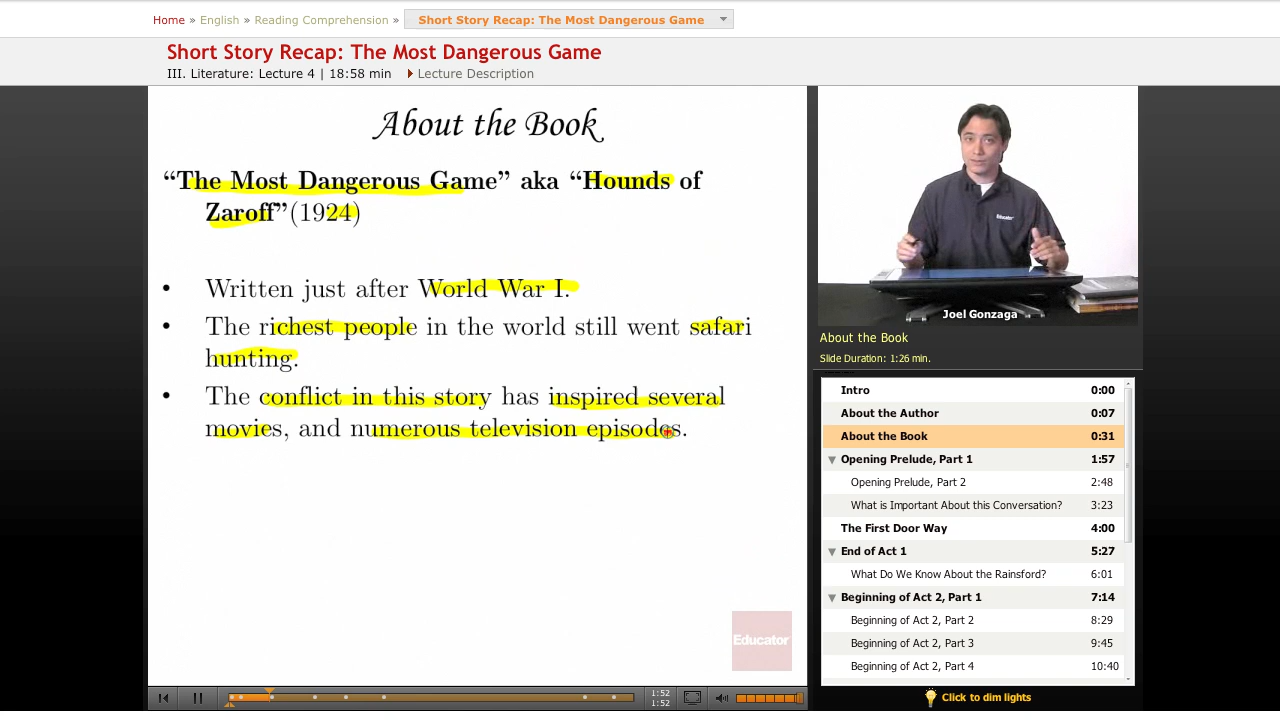 Home » English » Reading Comprehension » Short Story Recap: The Most Dangerous Game
Short Story Recap: The Most Dangerous Game
III. Literature: Lecture 4 | 18:58 min Lecture Description
About the Book
“The Most Dangerous Game” aka “Hounds of
Zaroff”(1924)
• Written just after World War I.
• The richest people in the world still went safari
hunting.
• The conflict in this story has inspired several
movies, and numerous television episodes.
Educator
1:52
1:52
Educator
Joel Gonzaga
About the Book
Slide Duration: 1:26 min.
Intro 0:00
About the Author 0:07
About the Book 0:31
Opening Prelude, Part 1 1:57
Opening Prelude, Part 2 2:48
What is Important About this Conversation? 3:23
The First Door Way 4:00
End of Act 1 5:27
What Do We Know About the Rainsford? 6:01
Beginning of Act 2, Part 1 7:14
Beginning of Act 2, Part 2 8:29
Beginning of Act 2, Part 3 9:45
Beginning of Act 2, Part 4 10:40
Click to dim lights